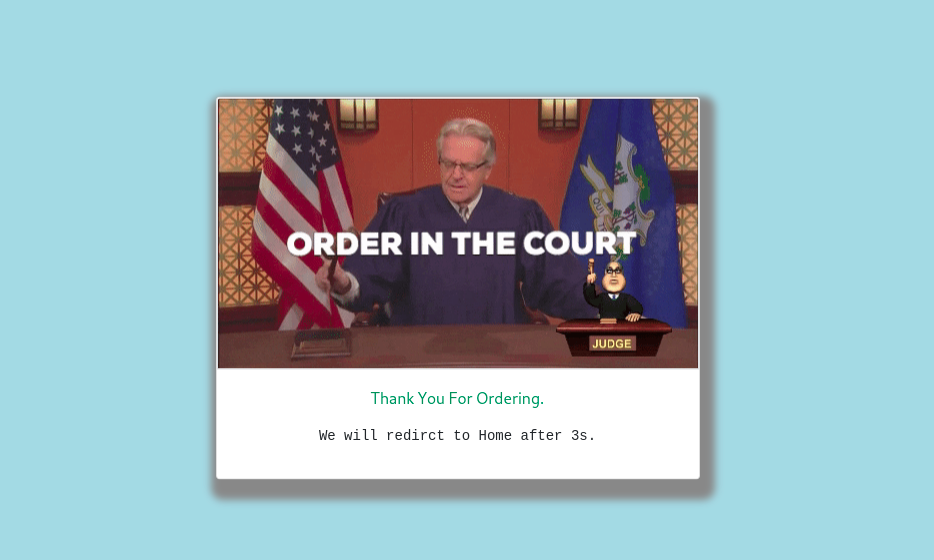 ORDER IN THE COURT
JUDGE
Thank You For Ordering.
We will redirct to Home after 3s.